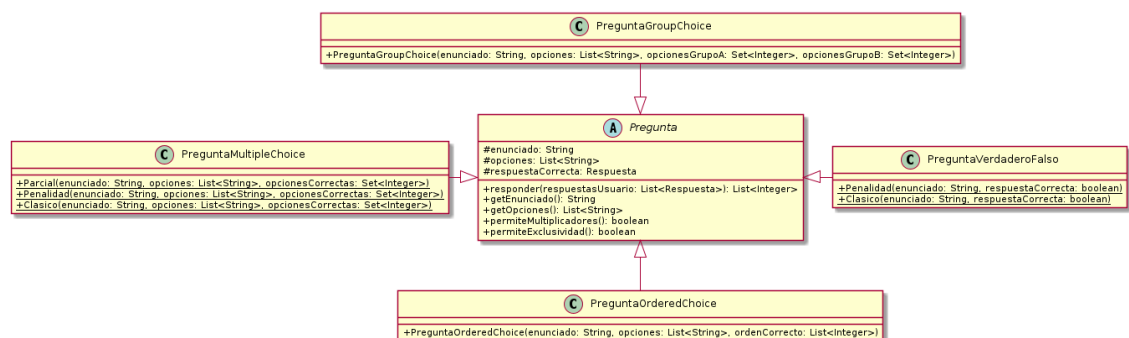 C PreguntaGroupChoice
+PreguntaGroupChoice(enunciado: String, opciones: List<String>, opcionesGrupoA: Set<Integer>, opcionesGrupoB: Set<Integer>)
A Pregunta
#enunciado: String
#opciones: List<String>
#respuestaCorrecta: Respuesta
+responder(respuestasUsuario: List<Respuesta>): List<Integer>
+getEnunciado(): String
+getOpciones(): List<String>
+permiteMultiplicadores(): boolean
+permiteExclusividad(): boolean
C PreguntaMultipleChoice
+Parcial(enunciado: String, opciones: List<String>, opcionesCorrectas: Set<Integer>)
+Penalidad(enunciado: String, opciones: List<String>, opcionesCorrectas: Set<Integer>)
+Clasico(enunciado: String, opciones: List<String>, opcionesCorrectas: Set<Integer>)
C PreguntaVerdaderoFalso
+Penalidad(enunciado: String, respuestaCorrecta: boolean)
+Clasico(enunciado: String, respuestaCorrecta: boolean)
C PreguntaOrderedChoice
+PreguntaOrderedChoice(enunciado: String, opciones: List<String>, ordenCorrecto: List<Integer>)